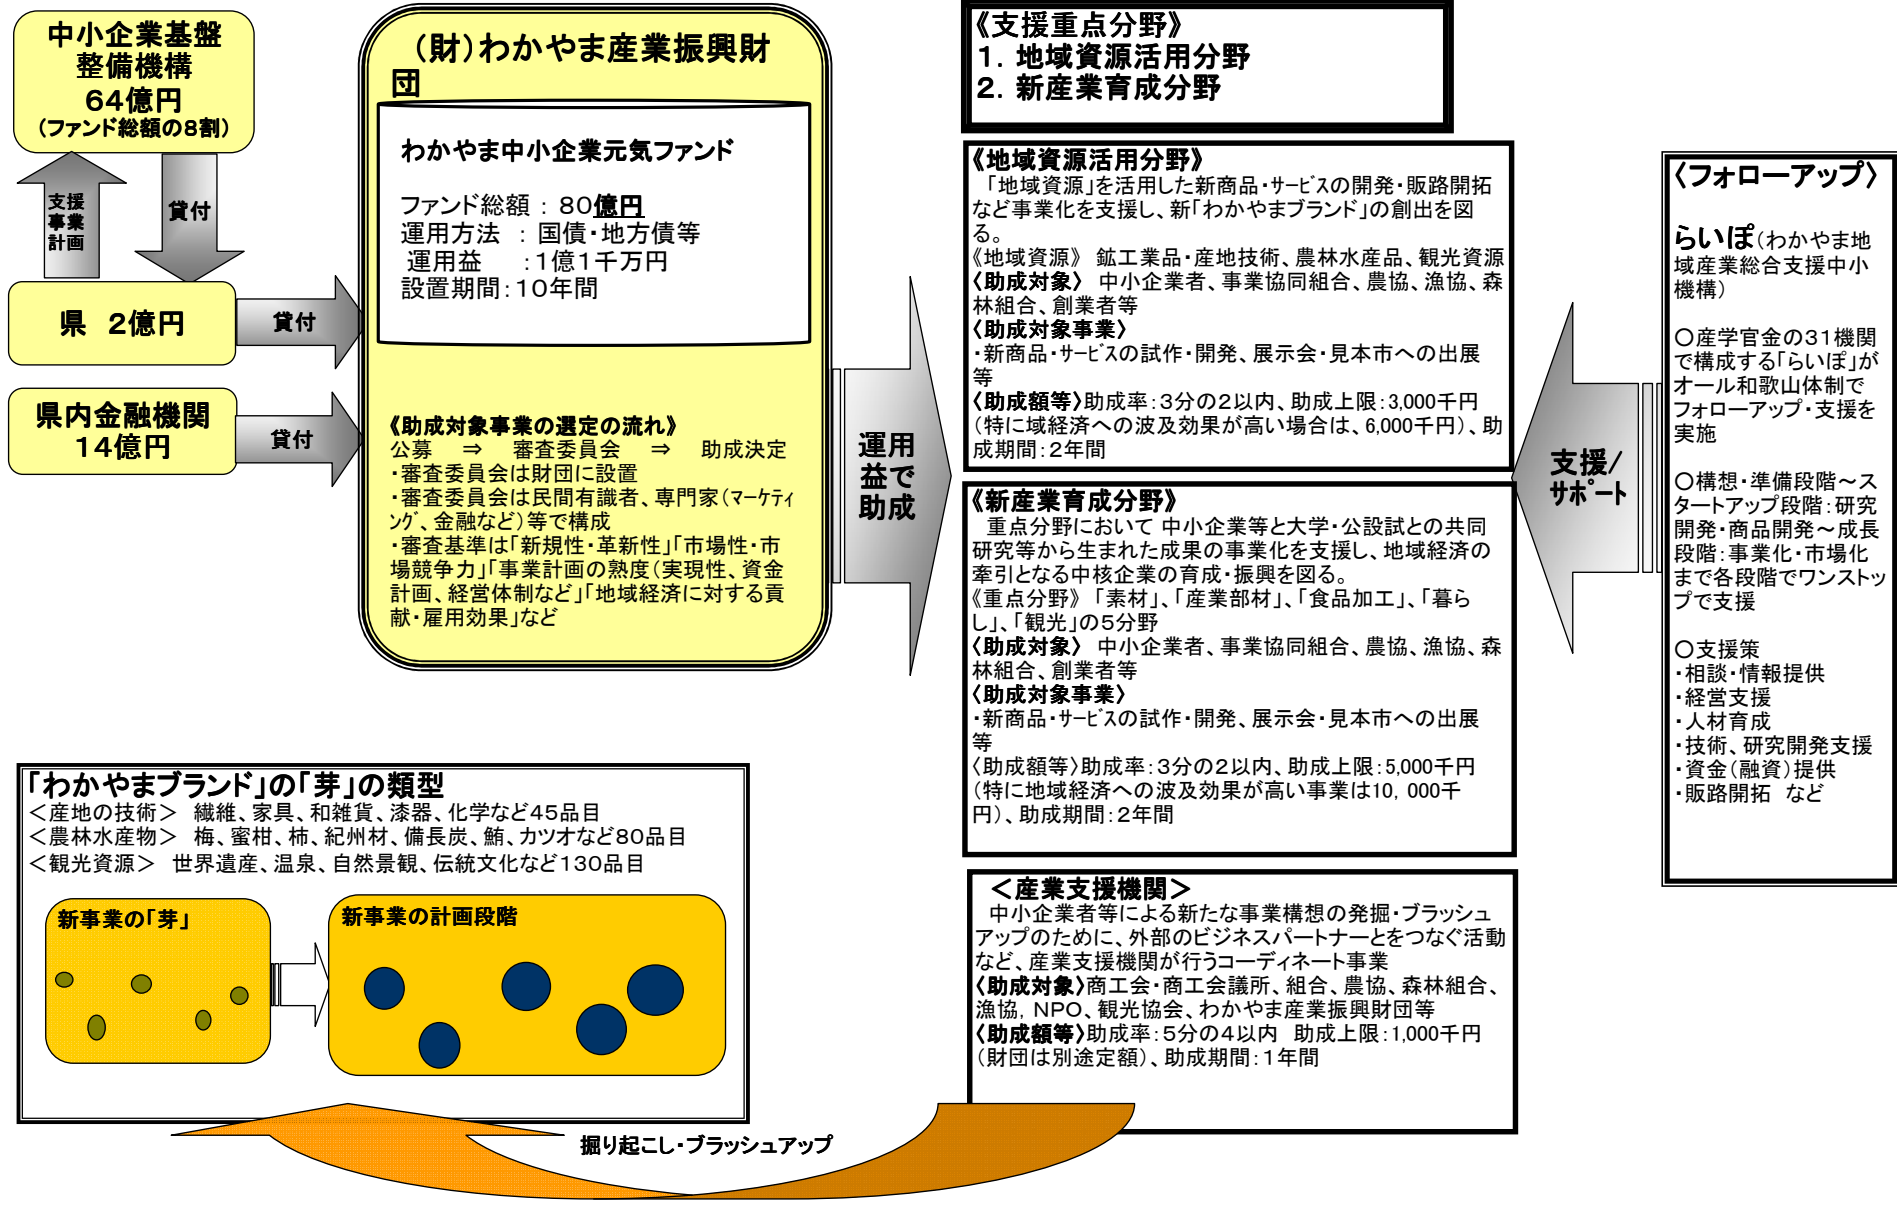 中小企業基盤
整備機構
64億円
(ファンド総額の8割)
支援
事業
計画
貸付
県　2億円
貸付
県内金融機関
14億円
貸付
(財)わかやま産業振興財
団
わかやま中小企業元気ファンド
ファンド総額 : 80億円
運用方法 : 国債・地方債等
運用益 :1億1千万円
設置期間:10年間
《助成対象事業の選定の流れ》
公募 ⇒ 審査委員会 ⇒ 助成決定
・審査委員会は財団に設置
・審査委員会は民間有識者、専門家(マーケティ
ング、金融など)等で構成
・審査基準は「新規性・革新性」「市場性・市
場競争力」「事業計画の熟度(実現性、資金
計画、経営体制など」「地域経済に対する貢
献・雇用効果」など
運用
益で
助成
《支援重点分野》
1. 地域資源活用分野
2. 新産業育成分野
《地域資源活用分野》
「地域資源」を活用した新商品・サービスの開発・販路開拓
など事業化を支援し、新「わかやまブランド」の創出を図
る。
《地域資源》 鉱工業品・産地技術、農林水産品、観光資源
〈助成対象〉 中小企業者、事業協同組合、農協、漁協、森
林組合、創業者等
〈助成対象事業〉
・新商品・サービスの試作・開発、展示会・見本市への出展
等
〈助成額等〉助成率:3分の2以内、助成上限:3,000千円
(特に域経済への波及効果が高い場合は、6,000千円)、助
成期間:2年間
《新産業育成分野》
重点分野において 中小企業等と大学・公設試との共同
研究等から生まれた成果の事業化を支援し、地域経済の
牽引となる中核企業の育成・振興を図る。
《重点分野》「素材」、「産業部材」、「食品加工」、「暮ら
し」、「観光」の5分野
〈助成対象〉 中小企業者、事業協同組合、農協、漁協、森
林組合、創業者等
〈助成対象事業〉
・新商品・サービスの試作・開発、展示会・見本市への出展
等
〈助成額等〉助成率:3分の2以内、助成上限:5,000千円
(特に地域経済への波及効果が高い事業は10, 000千
円)、助成期間:2年間
＜産業支援機関＞
中小企業者等による新たな事業構想の発掘・ブラッシュ
アップのために、外部のビジネスパートナーとをつなぐ活動
など、産業支援機関が行うコーディネート事業
〈助成対象〉商工会・商工会議所、組合、農協、森林組合、
漁協, NPO、観光協会、わかやま産業振興財団等
〈助成額等〉助成率:5分の4以内 助成上限:1,000千円
(財団は別途定額)、助成期間:1年間
支援/
サポート
〈フォローアップ〉
らいぽ(わかやま地
域産業総合支援中小
機構)
○産学官金の31機関
で構成する「らいぽ」が
オール和歌山体制で
フォローアップ・支援を
実施
○構想・準備段階～ス
タートアップ段階:研究
開発・商品開発～成長
段階:事業化・市場化
まで各段階でワンストッ
プで支援
○支援策
・相談・情報提供
・経営支援
・人材育成
・技術、研究開発支援
・資金(融資)提供
・販路開拓 など
「わかやまブランド」の「芽」の類型
＜産地の技術＞ 繊維、家具、和雑貨、漆器、化学など45品目
＜農林水産物＞ 梅、蜜柑、柿、紀州材、備長炭、鮪、カツオなど80品目
＜観光資源＞ 世界遺産、温泉、自然景観、伝統文化など130品目
新事業の「芽」
新事業の計画段階
掘り起こし・ブラッシュアップ